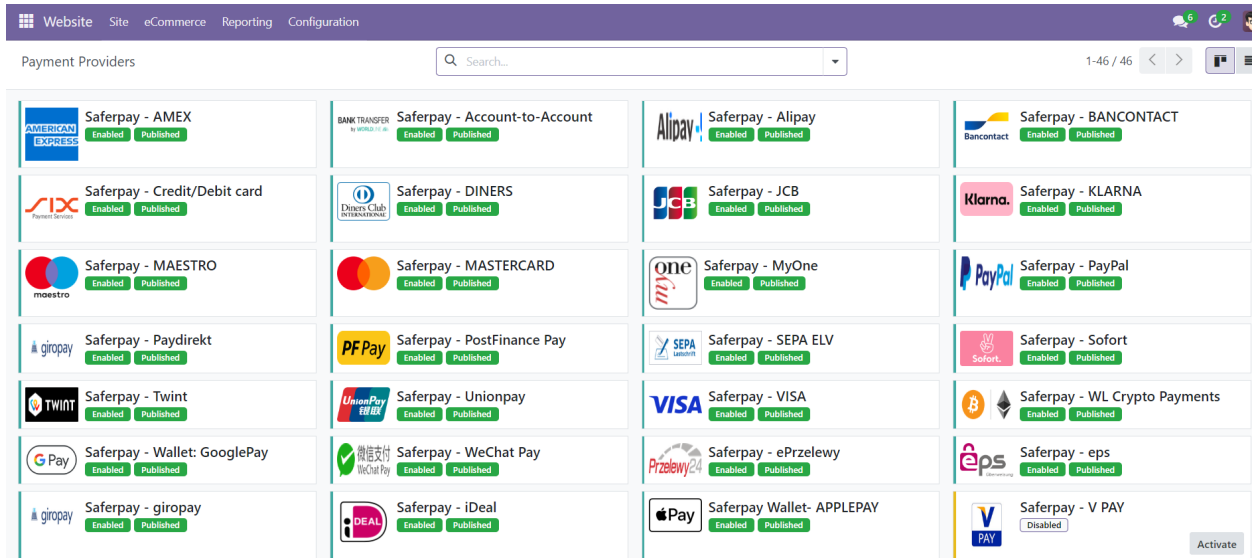 Website Site eCommerce Reporting Configuration 6 2
Payment Providers Search... 1-46 / 46
AMERICAN EXPRESS Saferpay - AMEX
Enabled Published
BANK TRANSFER Saferpay - Account-to-Account
Enabled Published
Alipay Saferpay - Alipay
Enabled Published
Bancontact Saferpay - BANCONTACT
Enabled Published
SIX Payment Services Saferpay - Credit/Debit card
Enabled Published
Diners Club INTERNATIONAL Saferpay - DINERS
Enabled Published
JCB Saferpay - JCB
Enabled Published
Klarna. Saferpay - KLARNA
Enabled Published
maestro Saferpay - MAESTRO
Enabled Published
Saferpay - MASTERCARD
Enabled Published
my one Saferpay - MyOne
Enabled Published
PayPal Saferpay - PayPal
Enabled Published
giropay Saferpay - Paydirekt
Enabled Published
PF Pay Saferpay - PostFinance Pay
Enabled Published
SEPA Lastschrift Saferpay - SEPA ELV
Enabled Published
Sofort. Saferpay - Sofort
Enabled Published
TWINT Saferpay - Twint
Enabled Published
UnionPay 银联 Saferpay - Unionpay
Enabled Published
VISA Saferpay - VISA
Enabled Published
Saferpay - WL Crypto Payments
Enabled Published
G Pay Saferpay - Wallet: GooglePay
Enabled Published
微信支付 WeChat Pay Saferpay - WeChat Pay
Enabled Published
Przelewy24 Saferpay - ePrzelewy
Enabled Published
eps Saferpay - eps
Enabled Published
giropay Saferpay - giropay
Enabled Published
iDEAL Saferpay - iDeal
Enabled Published
Pay Saferpay Wallet- APPLEPAY
Enabled Published
V PAY Saferpay - V PAY
Disabled
Activate